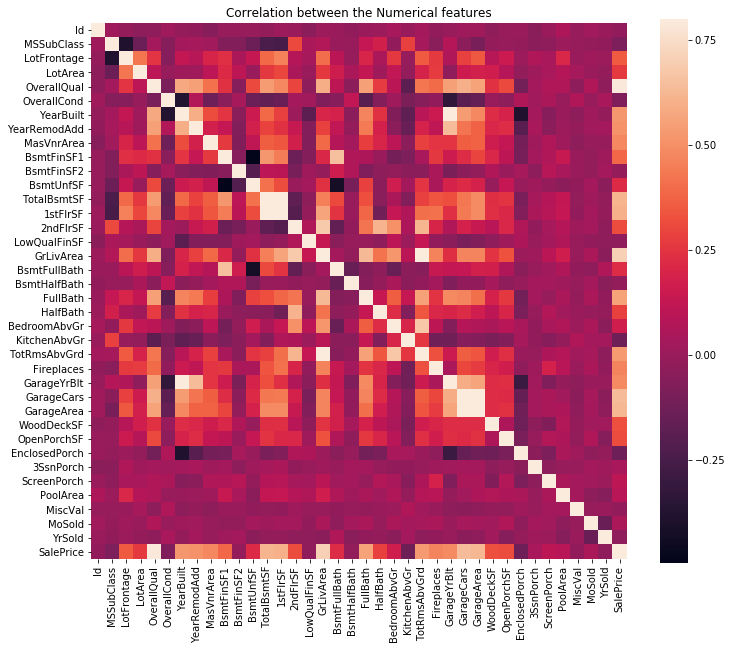 Correlation between the Numerical features
Id
MSSubClass
LotFrontage
LotArea
OverallQual
OverallCond
YearBuilt
YearRemodAdd
MasVnrArea
BsmtFinSF1
BsmtFinSF2
BsmtUnfSF
TotalBsmtSF
1stFlrSF
2ndFlrSF
LowQualFinSF
GrLivArea
BsmtFullBath
BsmtHalfBath
FullBath
HalfBath
BedroomAbvGr
KitchenAbvGr
TotRmsAbvGrd
Fireplaces
GarageYrBlt
GarageCars
GarageArea
WoodDeckSF
OpenPorchSF
EnclosedPorch
3SsnPorch
ScreenPorch
PoolArea
MiscVal
MoSold
YrSold
SalePrice
Id
MSSubClass
LotFrontage
LotArea
OverallQual
OverallCond
YearBuilt
YearRemodAdd
MasVnrArea
BsmtFinSF1
BsmtFinSF2
BsmtUnfSF
TotalBsmtSF
1stFlrSF
2ndFlrSF
LowQualFinSF
GrLivArea
BsmtFullBath
BsmtHalfBath
FullBath
HalfBath
BedroomAbvGr
KitchenAbvGr
TotRmsAbvGrd
Fireplaces
GarageYrBlt
GarageCars
GarageArea
WoodDeckSF
OpenPorchSF
EnclosedPorch
3SsnPorch
ScreenPorch
PoolArea
MiscVal
MoSold
YrSold
SalePrice
0.75
0.50
0.25
0.00
−0.25